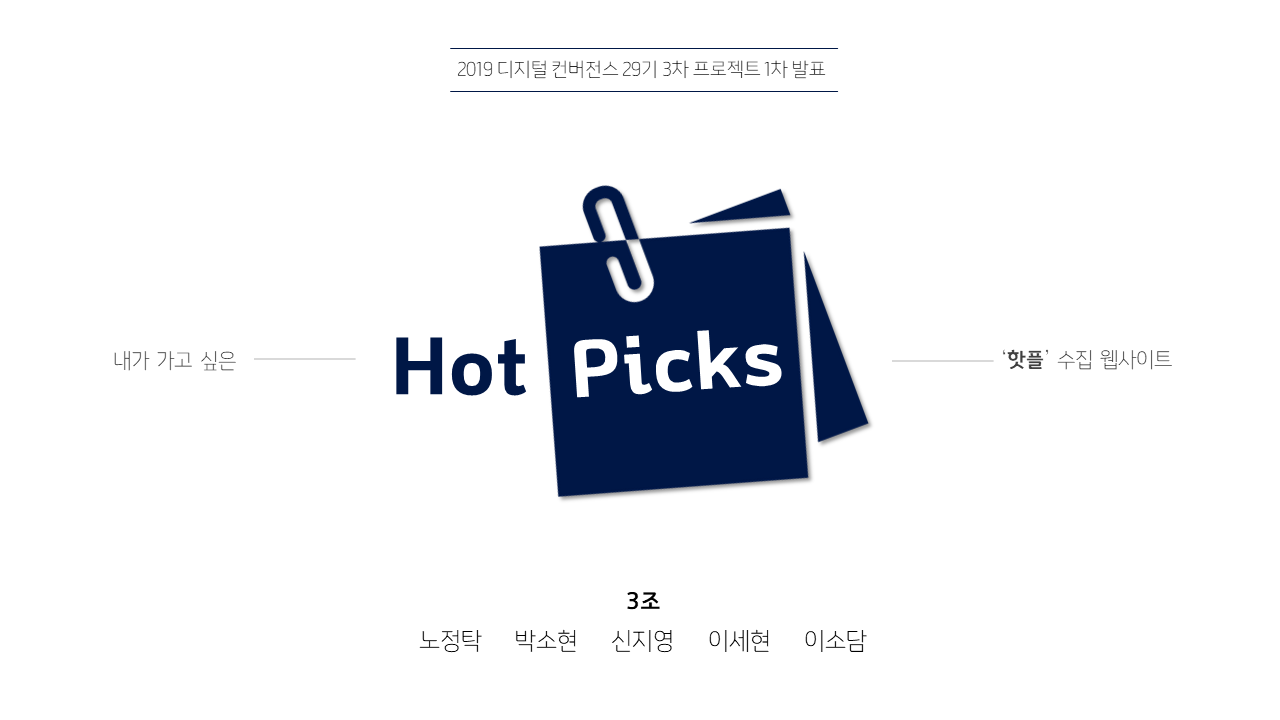 2019 디지털 컨버전스 29기 3차 프로젝트 1차 발표
내가 가고 싶은
Hot Picks
‘핫플’ 수집 웹사이트
3조
노정탁 박소현 신지영 이세현 이소담